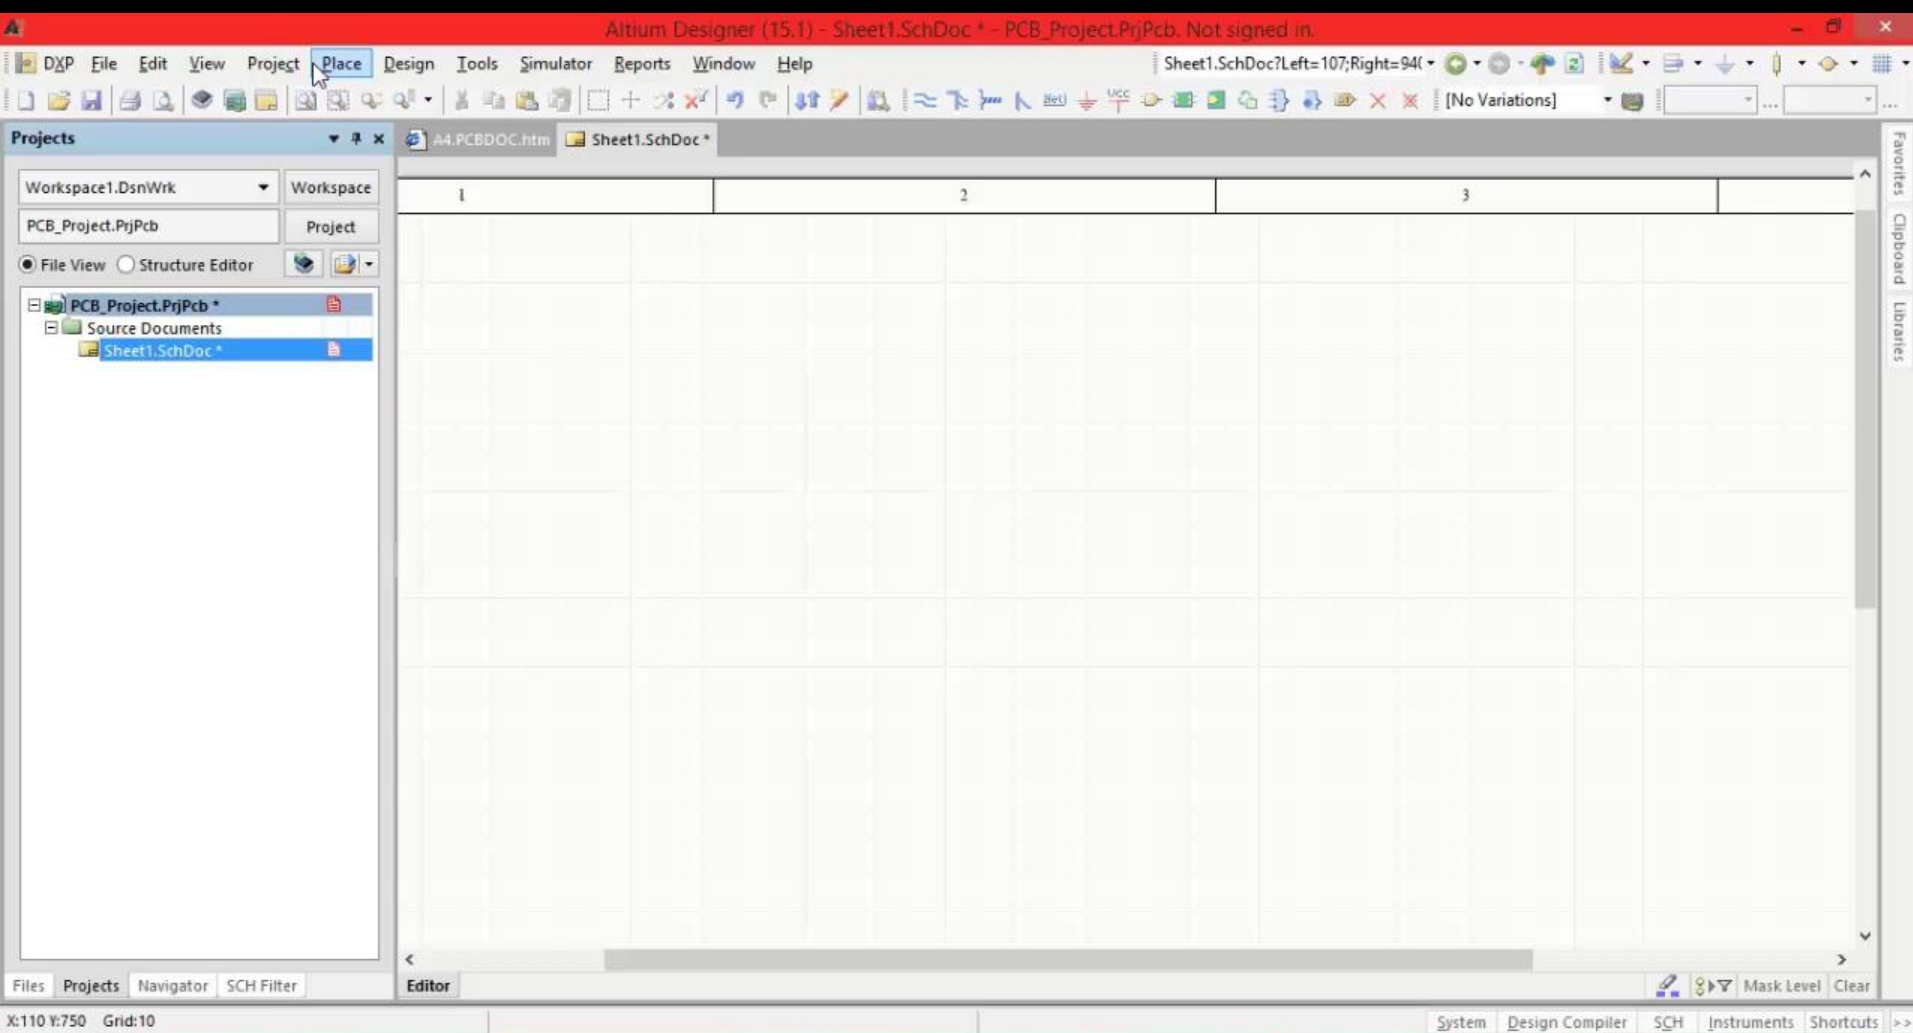 Altium Designer (15.1) - Sheet1.SchDoc * - PCB_Project.PrjPcb. Not signed in.
DXP File Edit View Project Place Design Tools Simulator Reports Window Help Sheet1.SchDoc?Left=107;Right=94(
[No Variations] ... ...
Projects
A4.PCBDOC.htm Sheet1.SchDoc *
Workspace1.DsnWrk Workspace
PCB_Project.PrjPcb Project
File View Structure Editor
PCB_Project.PrjPcb *
Source Documents
Sheet1.SchDoc *
1 2 3
Favorites
Clipboard
Libraries
Files Projects Navigator SCH Filter
Editor
Mask Level Clear
X:110 Y:750 Grid:10
System Design Compiler SCH Instruments Shortcuts >>